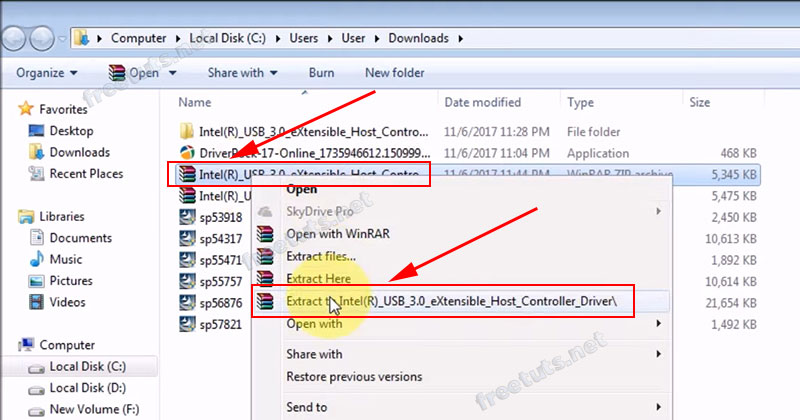 Computer Local Disk (C:) Users User Downloads
Organize Open Share with Burn New folder
Favorites
Desktop
Downloads
Recent Places
Libraries
Documents
Music
Pictures
Videos
Computer
Local Disk (C:)
Local Disk (D:)
New Volume (F:)
Name Date modified Type Size
Intel(R)_USB_3.0_eXtensible_Host_Contro... 11/6/2017 11:28 PM File folder
DriverPack-17-Online_1735946612.150999... 11/6/2017 11:04 PM Application 468 KB
Intel(R)_USB_3.0_eXtensible_Host_Contro... 11/6/2017 11:44 PM WinRAR ZIP archive 5,345 KB
Intel(R)_U 5,475 KB
sp53918 2,450 KB
sp54317 10,613 KB
sp55471 1,892 KB
sp55757 10,614 KB
sp56876 21,654 KB
sp57821 1,492 KB
Open
SkyDrive Pro
Open with WinRAR
Extract files...
Extract Here
Extract to Intel(R)_USB_3.0_eXtensible_Host_Controller_Driver\
Open with
Share with
Restore previous versions
Send to
freetuts.net
freetuts.net
freetuts.net